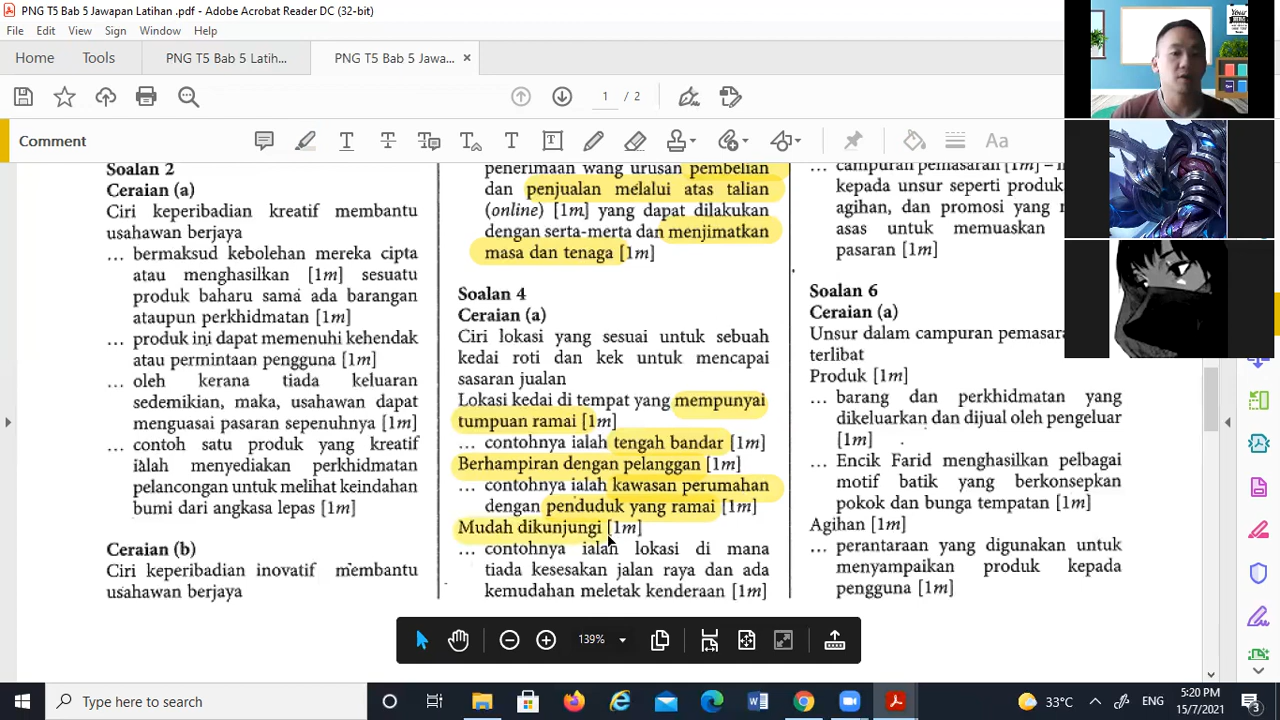 PNG T5 Bab 5 Jawapan Latihan .pdf - Adobe Acrobat Reader DC (32-bit)
File Edit View Sign Window Help
Home Tools PNG T5 Bab 5 Latih... PNG T5 Bab 5 Jawa... ×
1 / 2
Comment
Soalan 2
Ceraian (a)
Ciri keperibadian kreatif membantu
usahawan berjaya
... bermaksud kebolehan mereka cipta
atau menghasilkan [1m] sesuatu
produk baharu sama ada barangan
ataupun perkhidmatan [1m]
... produk ini dapat memenuhi kehendak
atau permintaan pengguna [1m]
... oleh kerana tiada keluaran
sedemikian, maka, usahawan dapat
menguasai pasaran sepenuhnya [1m]
... contoh satu produk yang kreatif
ialah menyediakan perkhidmatan
pelancongan untuk melihat keindahan
bumi dari angkasa lepas [1m]
Ceraian (b)
Ciri keperibadian inovatif membantu
usahawan berjaya
penerimaan wang urusan pembelian
dan penjualan melalui atas talian
(online) [1m] yang dapat dilakukan
dengan serta-merta dan menjimatkan
masa dan tenaga [1m]
Soalan 4
Ceraian (a)
Ciri lokasi yang sesuai untuk sebuah
kedai roti dan kek untuk mencapai
sasaran jualan
Lokasi kedai di tempat yang mempunyai
tumpuan ramai [1m]
... contohnya ialah tengah bandar [1m]
Berhampiran dengan pelanggan [1m]
... contohnya ialah kawasan perumahan
dengan penduduk yang ramai [1m]
Mudah dikunjungi [1m]
... contohnya ialah lokasi di mana
tiada kesesakan jalan raya dan ada
kemudahan meletak kenderaan [1m]
... campuran pemasaran [1m] –
kepada unsur seperti produk
agihan, dan promosi yang
asas untuk memuaskan
pasaran [1m]
Soalan 6
Ceraian (a)
Unsur dalam campuran pemasara
terlibat
Produk [1m]
... barang dan perkhidmatan yang
dikeluarkan dan dijual oleh pengeluar
[1m]
... Encik Farid menghasilkan pelbagai
motif batik yang berkonsepkan
pokok dan bunga tempatan [1m]
Agihan [1m]
... perantaraan yang digunakan untuk
menyampaikan produk kepada
pengguna [1m]
139%
Type here to search
33°C ENG
5:20 PM
15/7/2021
3